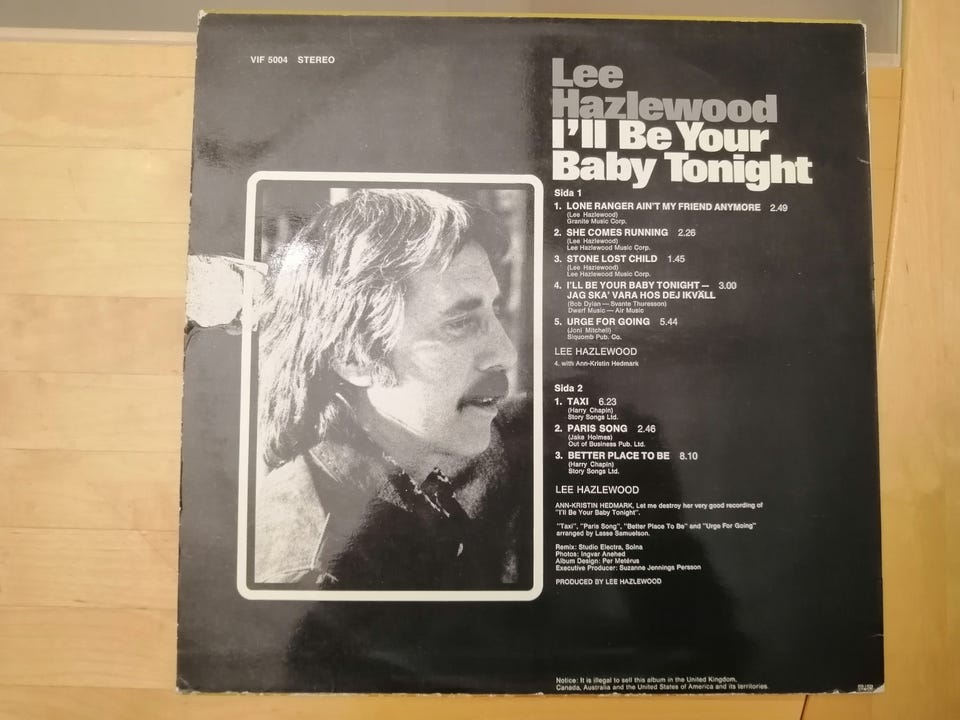 VIF 5004 STEREO
Lee
Hazlewood
I'll Be Your
Baby Tonight
Sida 1
1. LONE RANGER AIN'T MY FRIEND ANYMORE 2.49
(Lee Hazlewood)
Granite Music Corp.
2. SHE COMES RUNNING 2.26
(Lee Hazlewood)
Lee Hazlewood Music Corp.
3. STONE LOST CHILD 1.45
(Lee Hazlewood)
Lee Hazlewood Music Corp.
4. I'LL BE YOUR BABY TONIGHT — 3.00
JAG SKA' VARA HOS DEJ IKVÄLL
(Bob Dylan — Svante Thuresson)
Dwarf Music — Air Music
5. URGE FOR GOING 5.44
(Joni Mitchell)
Siquomb Pub. Co.
LEE HAZLEWOOD
4. with Ann-Kristin Hedmark
Sida 2
1. TAXI 6.23
(Harry Chapin)
Story Songs Ltd.
2. PARIS SONG 2.46
(Jake Holmes)
Out of Business Pub. Ltd.
3. BETTER PLACE TO BE 8.10
(Harry Chapin)
Story Songs Ltd.
LEE HAZLEWOOD
ANN-KRISTIN HEDMARK, Let me destroy her very good recording of
"I'll Be Your Baby Tonight".
"Taxi", "Paris Song", "Better Place To Be" and "Urge For Going"
arranged by Lasse Samuelson.
Remix: Studio Electra, Solna
Photos: Ingvar Anehed
Album Design: Per Metérus
Executive Producer: Suzanne Jennings Persson
PRODUCED BY LEE HAZLEWOOD
Notice: It is illegal to sell this album in the United Kingdom,
Canada, Australia and the United States of America and its territories.